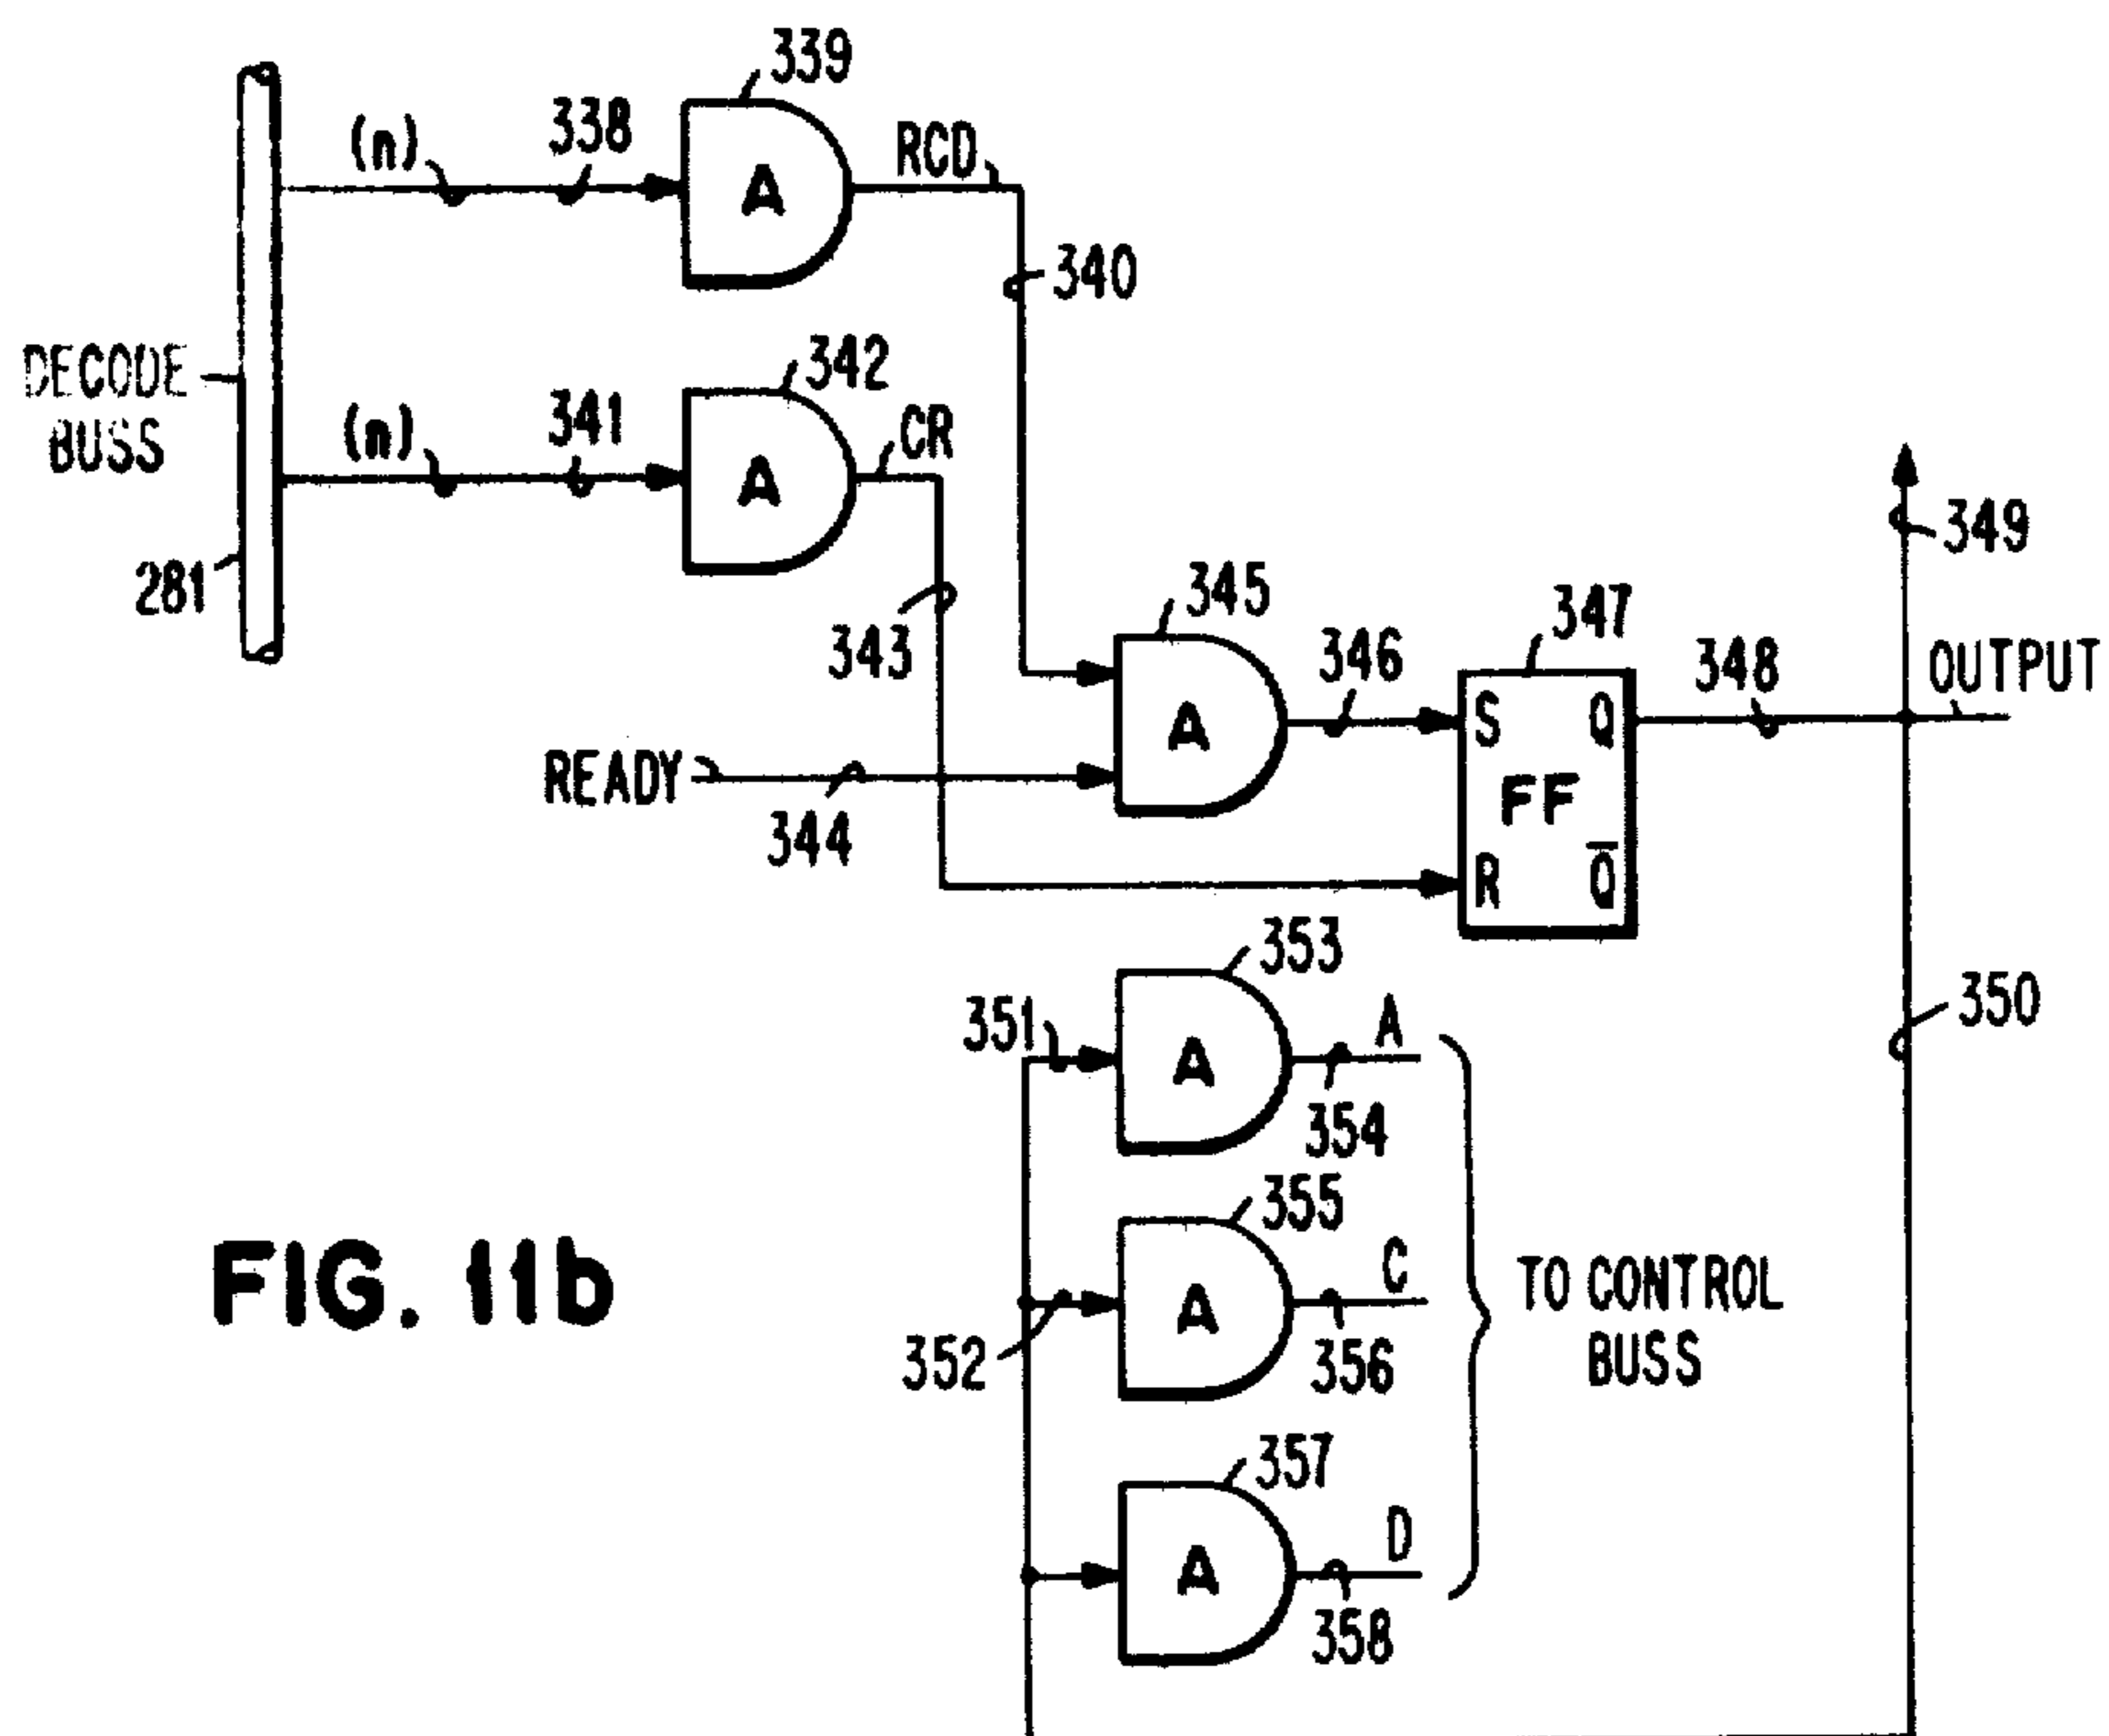 339
(n)
338
RCD
A
340
DECODE
BUSS
342
(n)
341
CR
A
281
343
349
345
346
347
348
OUTPUT
READY
344
A
S
Q
FF
R
Q̅
350
353
351
A
A
354
355
352
A
C
356
TO CONTROL
BUSS
357
A
D
358
FIG. 11b